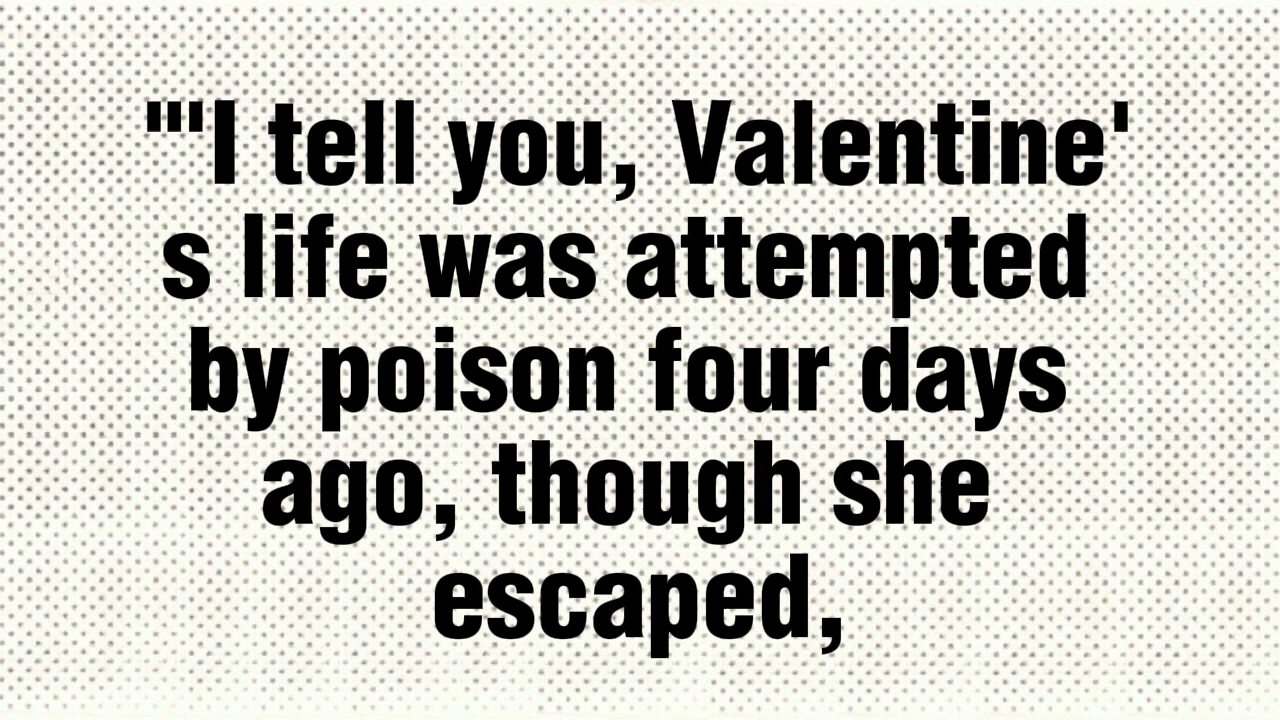 "'I tell you, Valentine'
s life was attempted
by poison four days
ago, though she
escaped,